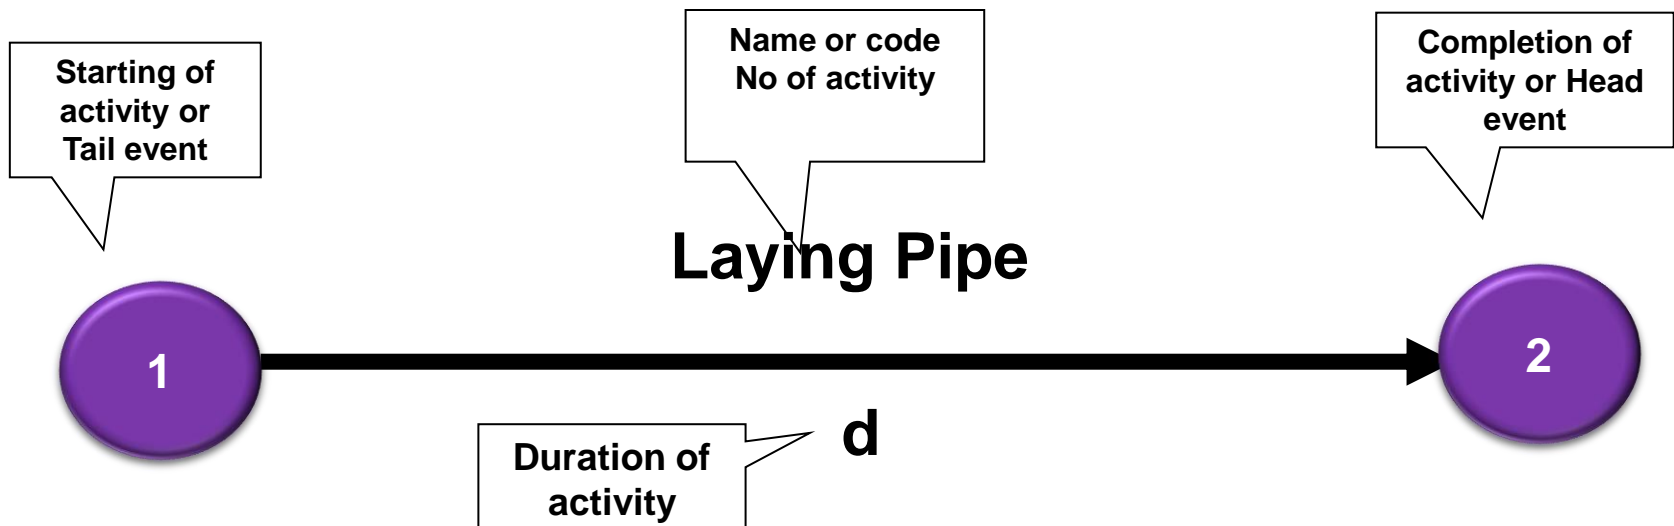 Starting of
activity or
Tail event
Name or code
No of activity
Completion of
activity or Head
event
Laying Pipe
1
2
d
Duration of
activity